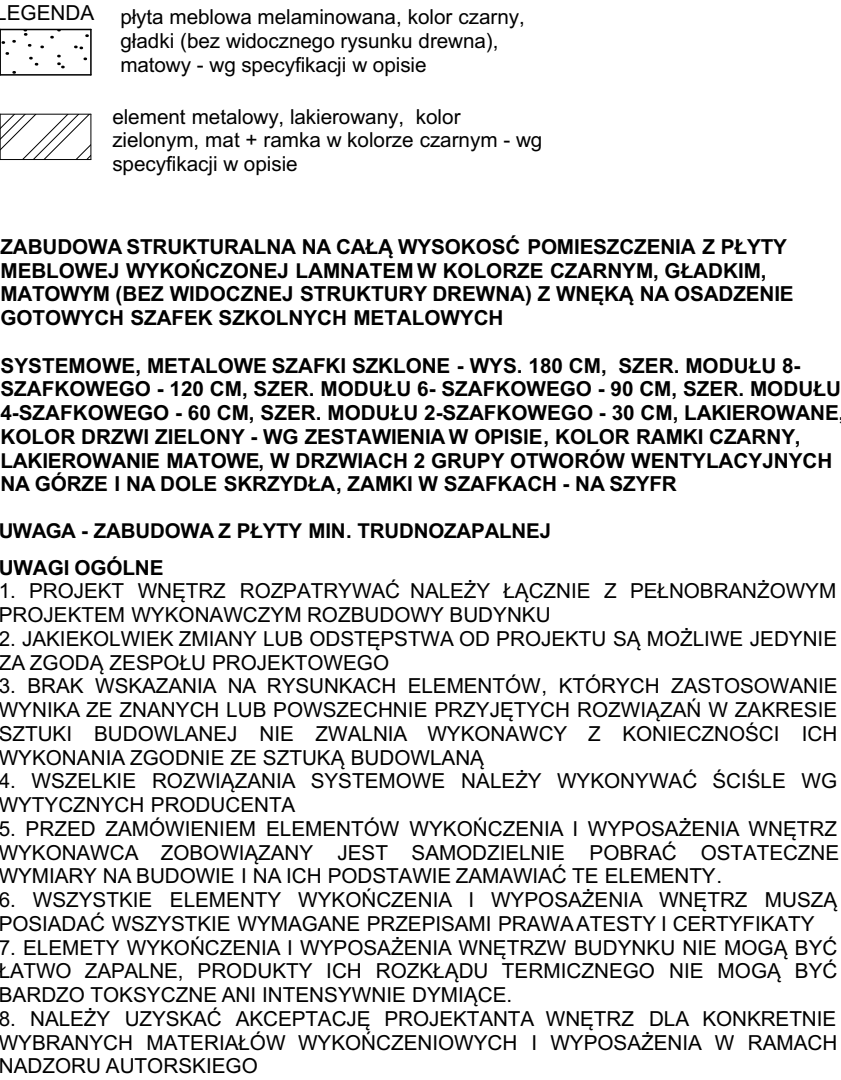 LEGENDA
płyta meblowa melaminowana, kolor czarny,
gładki (bez widocznego rysunku drewna),
matowy - wg specyfikacji w opisie
element metalowy, lakierowany, kolor
zielonym, mat + ramka w kolorze czarnym - wg
specyfikacji w opisie
ZABUDOWA STRUKTURALNA NA CAŁĄ WYSOKOSĆ POMIESZCZENIA Z PŁYTY
MEBLOWEJ WYKOŃCZONEJ LAMNATEM W KOLORZE CZARNYM, GŁADKIM,
MATOWYM (BEZ WIDOCZNEJ STRUKTURY DREWNA) Z WNĘKĄ NA OSADZENIE
GOTOWYCH SZAFEK SZKOLNYCH METALOWYCH
SYSTEMOWE, METALOWE SZAFKI SZKLONE - WYS. 180 CM, SZER. MODUŁU 8-
SZAFKOWEGO - 120 CM, SZER. MODUŁU 6- SZAFKOWEGO - 90 CM, SZER. MODUŁU
4-SZAFKOWEGO - 60 CM, SZER. MODUŁU 2-SZAFKOWEGO - 30 CM, LAKIEROWANE,
KOLOR DRZWI ZIELONY - WG ZESTAWIENIA W OPISIE, KOLOR RAMKI CZARNY,
LAKIEROWANIE MATOWE, W DRZWIACH 2 GRUPY OTWORÓW WENTYLACYJNYCH
NA GÓRZE I NA DOLE SKRZYDŁA, ZAMKI W SZAFKACH - NA SZYFR
UWAGA - ZABUDOWA Z PŁYTY MIN. TRUDNOZAPALNEJ
UWAGI OGÓLNE
1. PROJEKT WNĘTRZ ROZPATRYWAĆ NALEŻY ŁĄCZNIE Z PEŁNOBRANŻOWYM
PROJEKTEM WYKONAWCZYM ROZBUDOWY BUDYNKU
2. JAKIEKOLWIEK ZMIANY LUB ODSTĘPSTWA OD PROJEKTU SĄ MOŻLIWE JEDYNIE
ZA ZGODĄ ZESPOŁU PROJEKTOWEGO
3. BRAK WSKAZANIA NA RYSUNKACH ELEMENTÓW, KTÓRYCH ZASTOSOWANIE
WYNIKA ZE ZNANYCH LUB POWSZECHNIE PRZYJĘTYCH ROZWIĄZAŃ W ZAKRESIE
SZTUKI BUDOWLANEJ NIE ZWALNIA WYKONAWCY Z KONIECZNOŚCI ICH
WYKONANIA ZGODNIE ZE SZTUKĄ BUDOWLANĄ
4. WSZELKIE ROZWIĄZANIA SYSTEMOWE NALEŻY WYKONYWAĆ ŚCIŚLE WG
WYTYCZNYCH PRODUCENTA
5. PRZED ZAMÓWIENIEM ELEMENTÓW WYKOŃCZENIA I WYPOSAŻENIA WNĘTRZ
WYKONAWCA ZOBOWIĄZANY JEST SAMODZIELNIE POBRAĆ OSTATECZNE
WYMIARY NA BUDOWIE I NA ICH PODSTAWIE ZAMAWIAĆ TE ELEMENTY.
6. WSZYSTKIE ELEMENTY WYKOŃCZENIA I WYPOSAŻENIA WNĘTRZ MUSZĄ
POSIADAĆ WSZYSTKIE WYMAGANE PRZEPISAMI PRAWA ATESTY I CERTYFIKATY
7. ELEMETY WYKOŃCZENIA I WYPOSAŻENIA WNĘTRZW BUDYNKU NIE MOGĄ BYĆ
ŁATWO ZAPALNE, PRODUKTY ICH ROZKŁĄDU TERMICZNEGO NIE MOGĄ BYĆ
BARDZO TOKSYCZNE ANI INTENSYWNIE DYMIĄCE.
8. NALEŻY UZYSKAĆ AKCEPTACJĘ PROJEKTANTA WNĘTRZ DLA KONKRETNIE
WYBRANYCH MATERIAŁÓW WYKOŃCZENIOWYCH I WYPOSAŻENIA W RAMACH
NADZORU AUTORSKIEGO